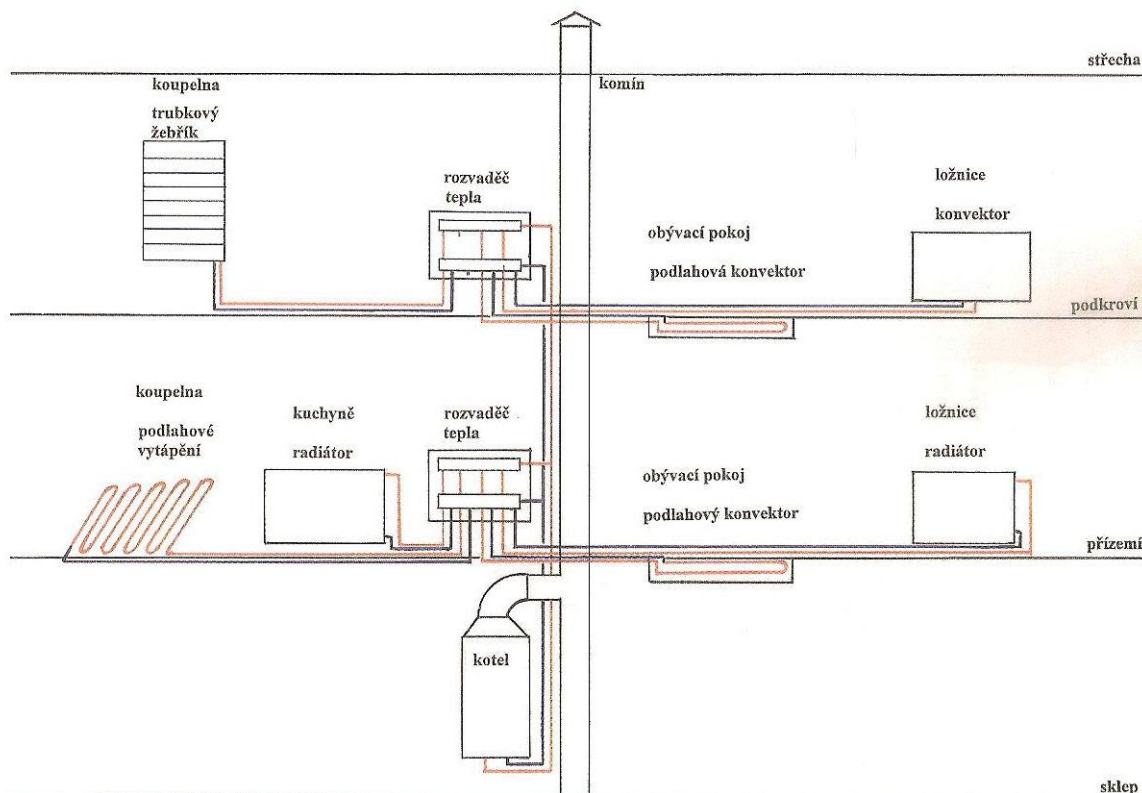 střecha
komín
koupelna
trubkový
žebřík
rozvaděč
tepla
obývací pokoj
podlahová konvektor
ložnice
konvektor
podkroví
koupelna
podlahové
vytápění
kuchyně
radiátor
rozvaděč
tepla
obývací pokoj
podlahový konvektor
ložnice
radiátor
přízemí
kotel
sklep